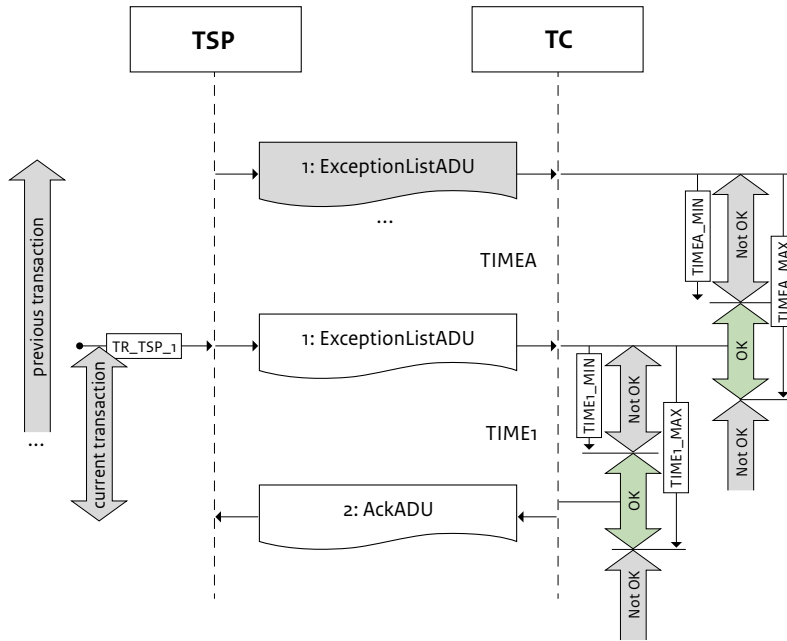 TSP
TC
1: ExceptionListADU
...
TIMEA
TIMEA_MIN
Not OK
TIMEA_MAX
OK
Not OK
previous transaction
...
TR_TSP_1
current transaction
1: ExceptionListADU
TIME1
TIME1_MIN
Not OK
TIME1_MAX
OK
Not OK
2: AckADU